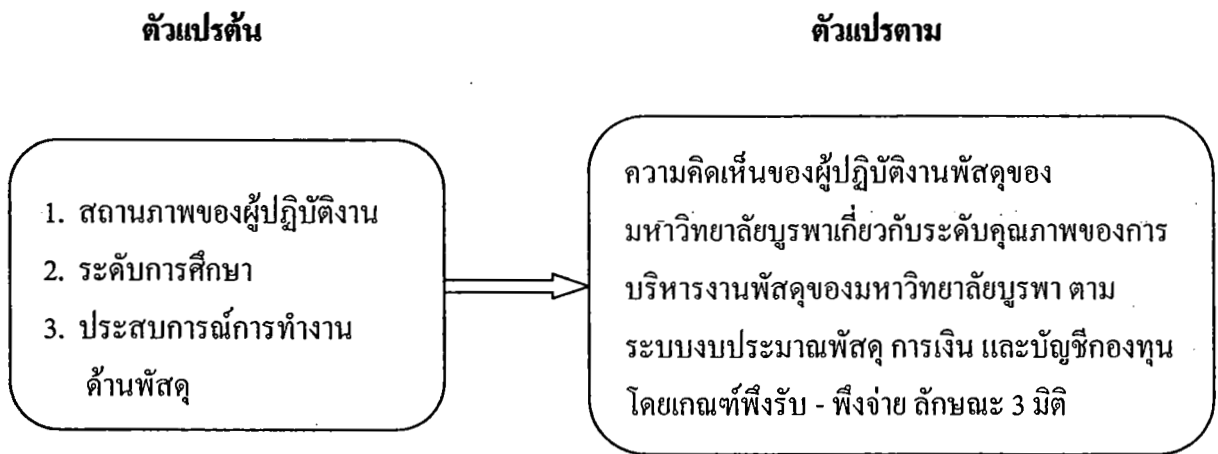 ตัวแปรต้น
ตัวแปรตาม
1. สถานภาพของผู้ปฏิบัติงาน
2. ระดับการศึกษา
3. ประสบการณ์การทำงาน
ด้านพัสดุ
ความคิดเห็นของผู้ปฏิบัติงานพัสดุของ
มหาวิทยาลัยบูรพาเกี่ยวกับระดับคุณภาพของการ
บริหารงานพัสดุของมหาวิทยาลัยบูรพา ตาม
ระบบงบประมาณพัสดุ การเงิน และบัญชีกองทุน
โดยเกณฑ์พึงรับ - พึงจ่าย ลักษณะ 3 มิติ